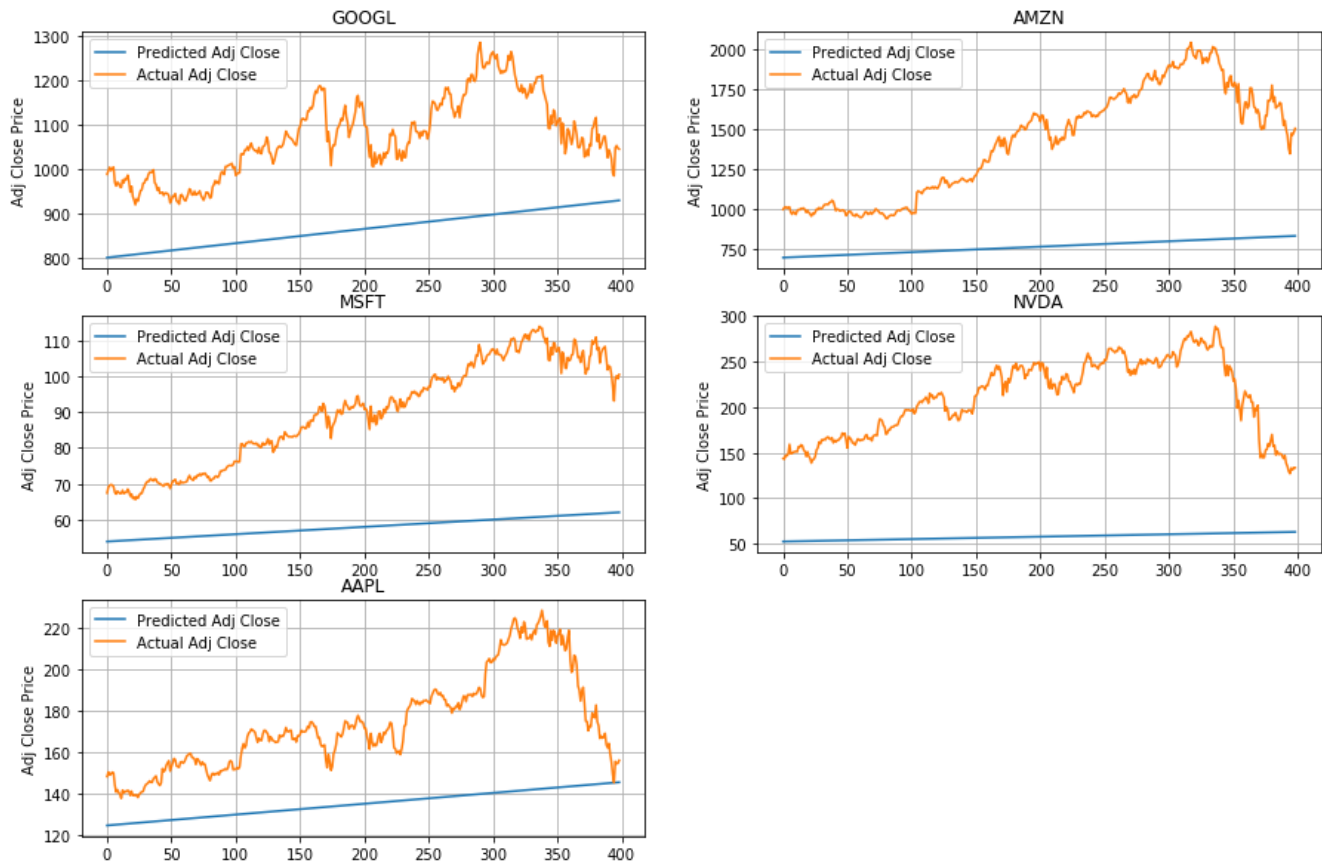 GOOGL
Adj Close Price
1300
1200
1100
1000
900
800
Predicted Adj Close
Actual Adj Close
0 50 100 150 200 250 300 350 400
AMZN
Adj Close Price
2000
1750
1500
1250
1000
750
Predicted Adj Close
Actual Adj Close
0 50 100 150 200 250 300 350 400
MSFT
Adj Close Price
110
100
90
80
70
60
Predicted Adj Close
Actual Adj Close
0 50 100 150 200 250 300 350 400
NVDA
Adj Close Price
300
250
200
150
100
50
Predicted Adj Close
Actual Adj Close
0 50 100 150 200 250 300 350 400
AAPL
Adj Close Price
220
200
180
160
140
120
Predicted Adj Close
Actual Adj Close
0 50 100 150 200 250 300 350 400